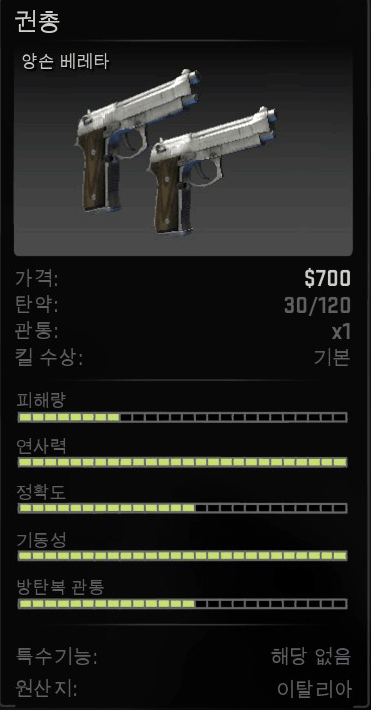 권총
양손 베레타
가격: $700
탄약: 30/120
관통: x1
킬 수상: 기본
피해량
연사력
정확도
기동성
방탄복 관통
특수기능: 해당 없음
원산지: 이탈리아